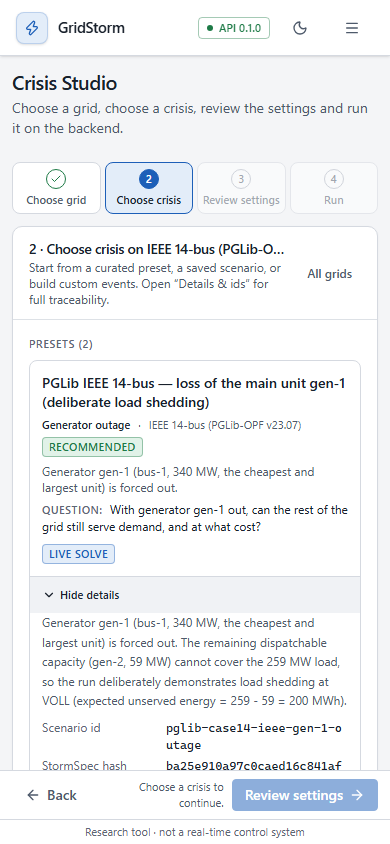 GridStorm
API 0.1.0
Crisis Studio
Choose a grid, choose a crisis, review the settings and run
it on the backend.
Choose grid
2
Choose crisis
3
Review settings
4
Run
2 · Choose crisis on IEEE 14-bus (PGLib-O...
Start from a curated preset, a saved scenario, or
build custom events. Open “Details & ids” for
full traceability.
All grids
PRESETS (2)
PGLib IEEE 14-bus — loss of the main unit gen-1
(deliberate load shedding)
Generator outage · IEEE 14-bus (PGLib-OPF v23.07)
RECOMMENDED
Generator gen-1 (bus-1, 340 MW, the cheapest and
largest unit) is forced out.
QUESTION: With generator gen-1 out, can the rest of the
grid still serve demand, and at what cost?
LIVE SOLVE
Hide details
Generator gen-1 (bus-1, 340 MW, the cheapest and
largest unit) is forced out. The remaining dispatchable
capacity (gen-2, 59 MW) cannot cover the 259 MW load,
so the run deliberately demonstrates load shedding at
VOLL (expected unserved energy = 259 - 59 = 200 MWh).
Scenario id pglib-case14-ieee-gen-1-o
utage
StormSpec hash ba25e910a97c0caed16c841af
Back
Choose a crisis to
continue.
Review settings
Research tool · not a real-time control system